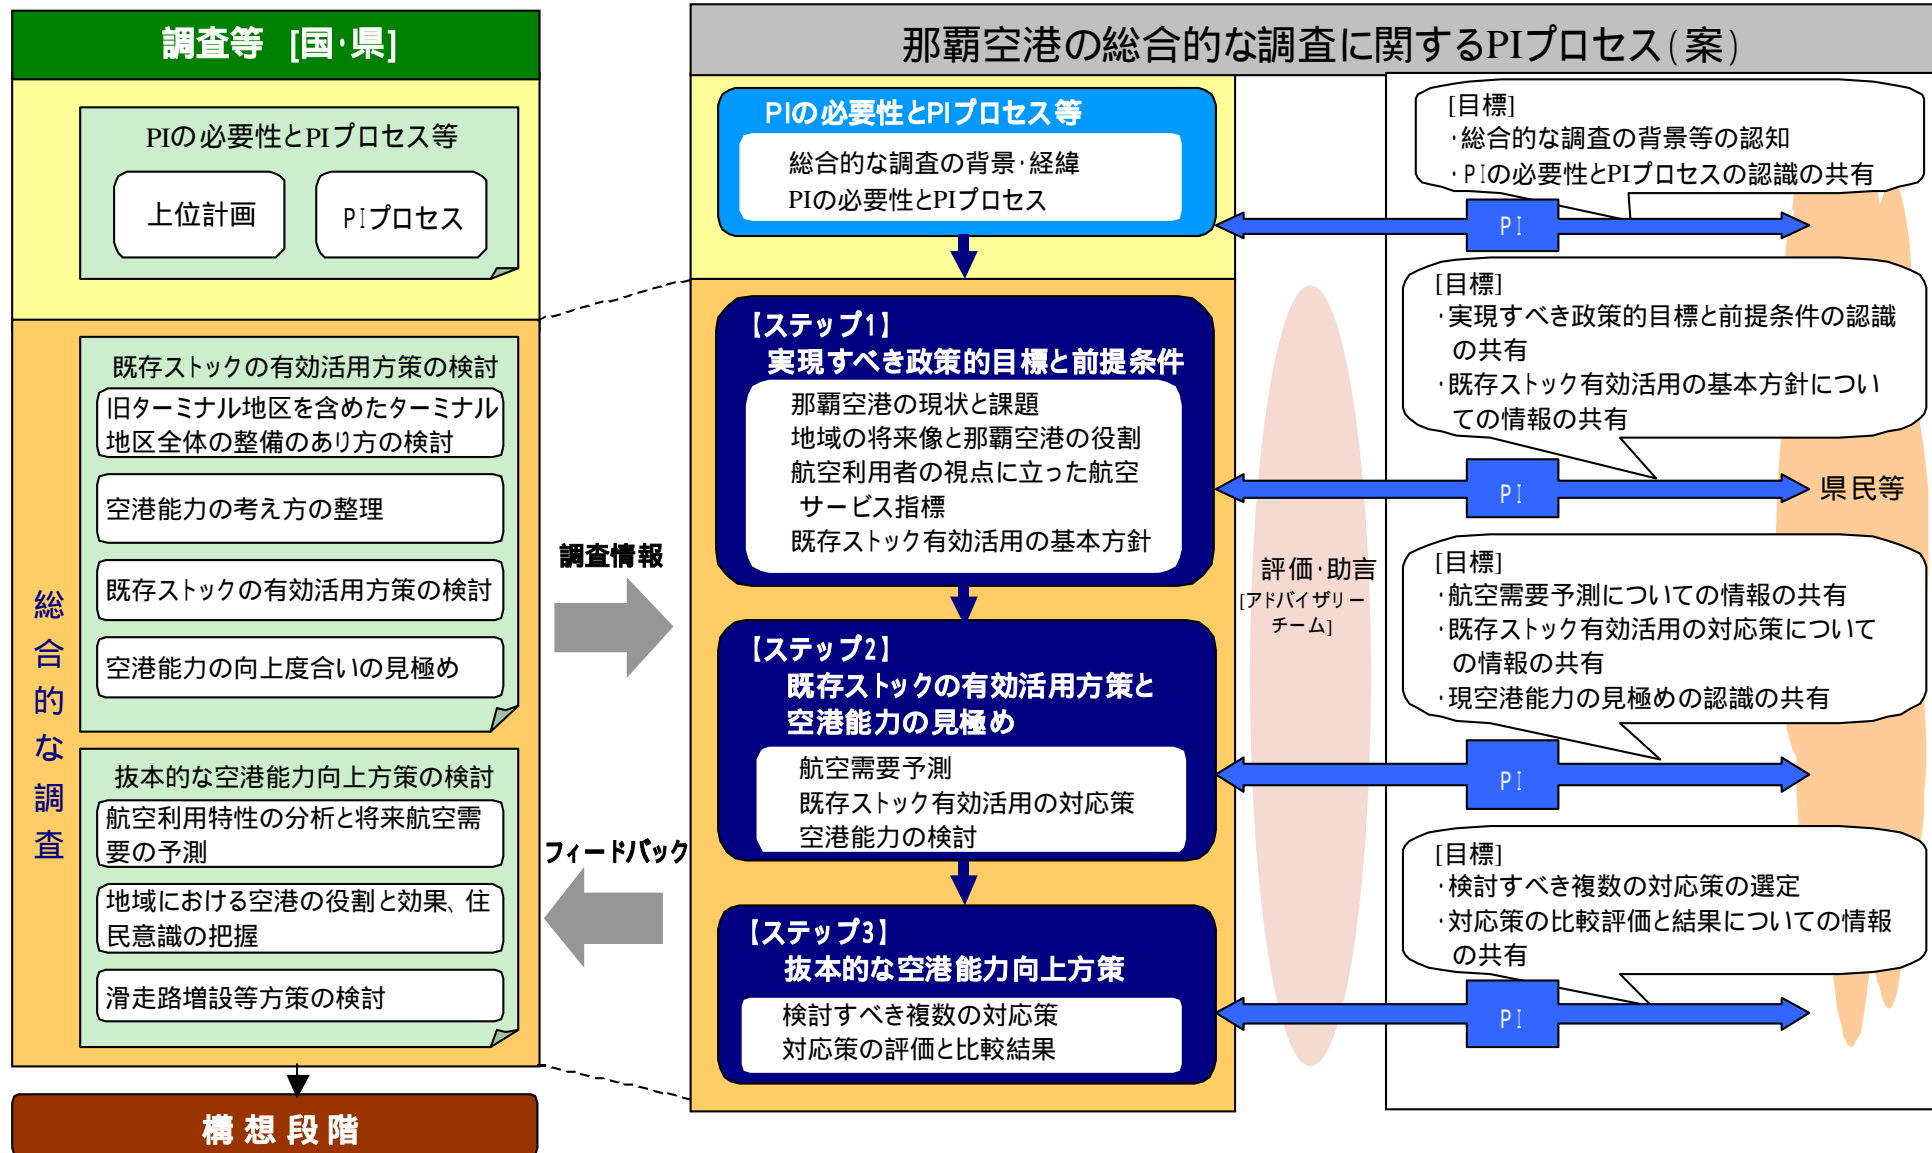 調査等 [国・県]
PIの必要性とPIプロセス等
上位計画
PIプロセス
総合的な調査
既存ストックの有効活用方策の検討
旧ターミナル地区を含めたターミナル
地区全体の整備のあり方の検討
空港能力の考え方の整理
既存ストックの有効活用方策の検討
空港能力の向上度合いの見極め
抜本的な空港能力向上方策の検討
航空利用特性の分析と将来航空需
要の予測
地域における空港の役割と効果、住
民意識の把握
滑走路増設等方策の検討
構想段階
調査情報
フィードバック
那覇空港の総合的な調査に関するPIプロセス(案)
PIの必要性とPIプロセス等
総合的な調査の背景・経緯
PIの必要性とPIプロセス
【ステップ1】
実現すべき政策的目標と前提条件
那覇空港の現状と課題
地域の将来像と那覇空港の役割
航空利用者の視点に立った航空
サービス指標
既存ストック有効活用の基本方針
【ステップ2】
既存ストックの有効活用方策と
空港能力の見極め
航空需要予測
既存ストック有効活用の対応策
空港能力の検討
【ステップ3】
抜本的な空港能力向上方策
検討すべき複数の対応策
対応策の評価と比較結果
評価・助言
[アドバイザリー
チーム]
[目標]
・総合的な調査の背景等の認知
・PIの必要性とPIプロセスの認識の共有
PI
[目標]
・実現すべき政策的目標と前提条件の認識
の共有
・既存ストック有効活用の基本方針につい
ての情報の共有
PI
県民等
[目標]
・航空需要予測についての情報の共有
・既存ストック有効活用の対応策について
の情報の共有
・現空港能力の見極めの認識の共有
PI
[目標]
・検討すべき複数の対応策の選定
・対応策の比較評価と結果についての情報
の共有
PI